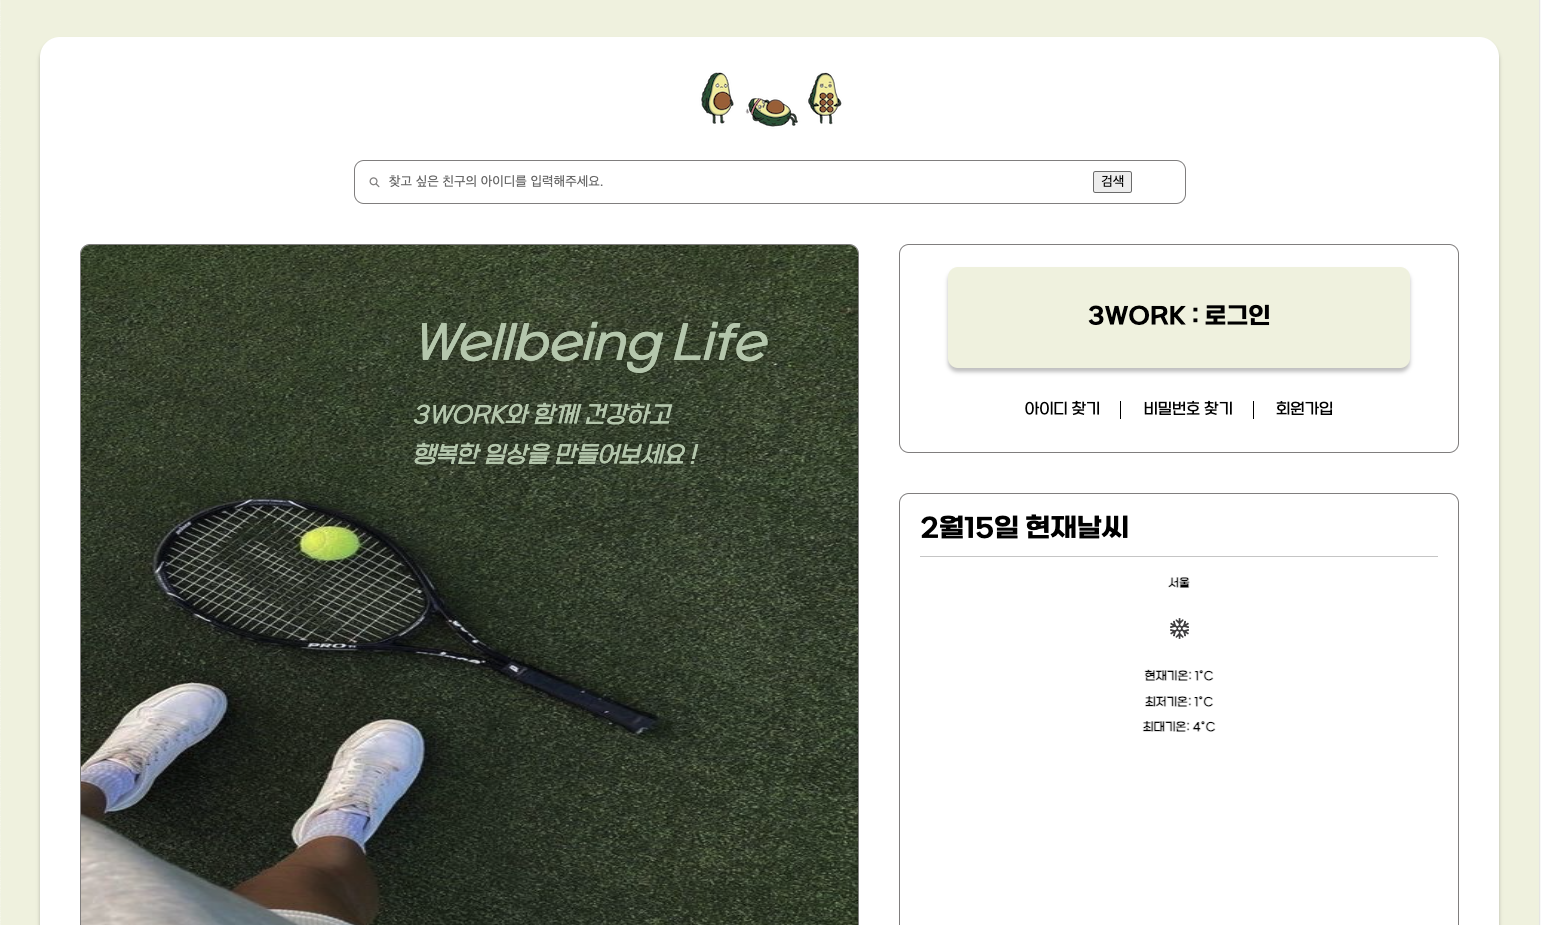 찾고 싶은 친구의 아이디를 입력해주세요.
검색
Wellbeing Life
3WORK와 함께 건강하고
행복한 일상을 만들어보세요 !
PRO
3WORK : 로그인
아이디 찾기
비밀번호 찾기
회원가입
2월15일 현재날씨
서울
현재기온: 1°C
최저기온: 1°C
최대기온: 4°C